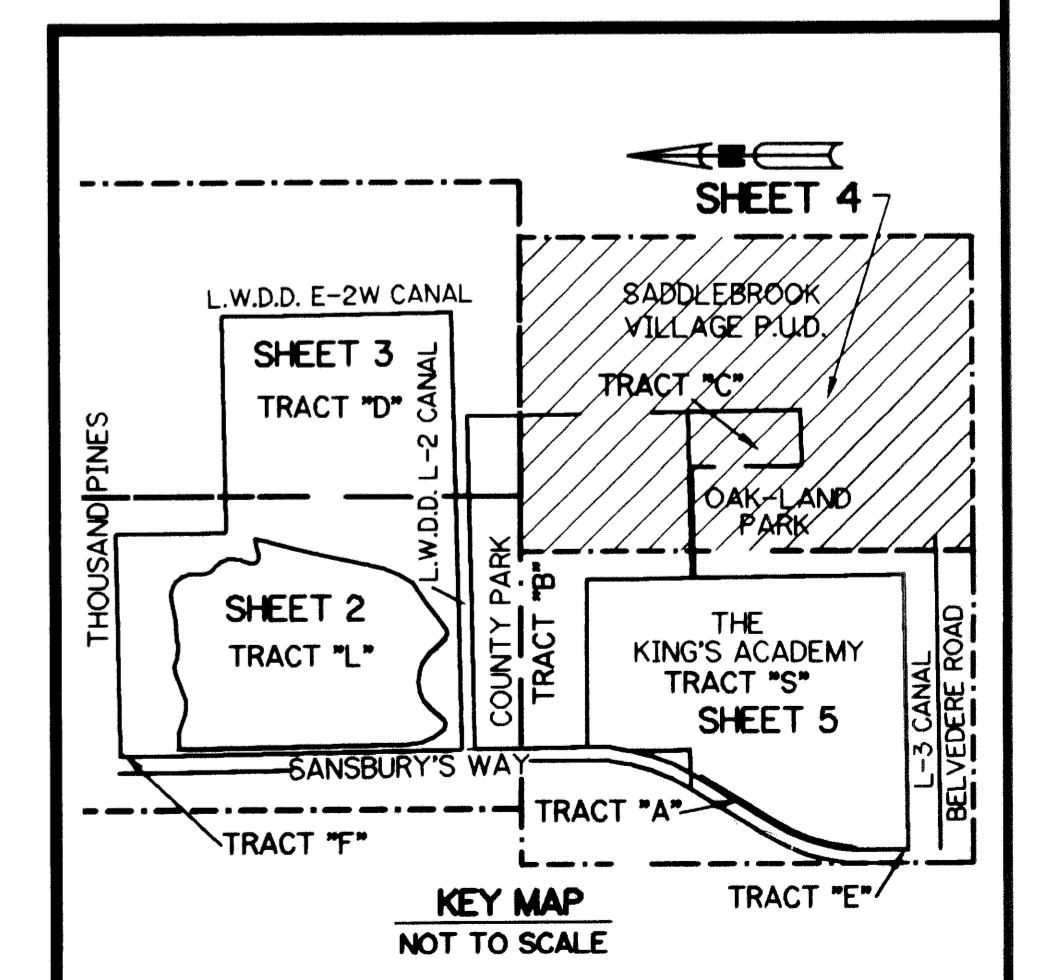 SHEET 4
L.W.D.D. E-2W CANAL
SADDLEBROOK
VILLAGE P.U.D.
SHEET 3
TRACT "D"
L.W.D.D. L-2 CANAL
TRACT "C"
THOUSAND PINES
OAK-LAND
PARK
SHEET 2
TRACT "L"
COUNTY PARK
TRACT "B"
THE
KING'S ACADEMY
TRACT "S"
SHEET 5
L-3 CANAL
BELVEDERE ROAD
SANSBURY'S WAY
TRACT "A"
TRACT "F"
TRACT "E"
KEY MAP
NOT TO SCALE